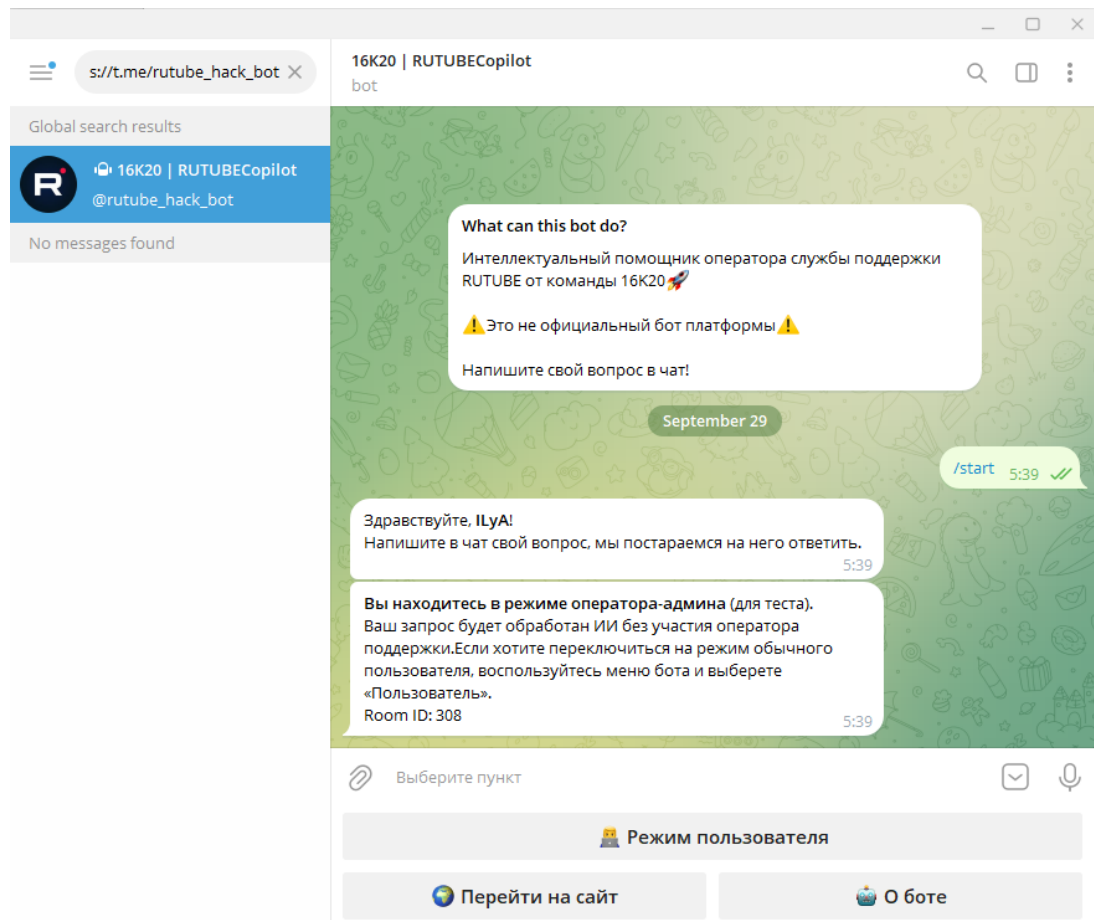 s://t.me/rutube_hack_bot
16K20 | RUTUBECopilot
bot
Global search results
16K20 | RUTUBECopilot
@rutube_hack_bot
No messages found
What can this bot do?
Интеллектуальный помощник оператора службы поддержки
RUTUBE от команды 16K20🚀
⚠️Это не официальный бот платформы⚠️
Напишите свой вопрос в чат!
September 29
/start 5:39
Здравствуйте, ILyA!
Напишите в чат свой вопрос, мы постараемся на него ответить.
5:39
Вы находитесь в режиме оператора-админа (для теста).
Ваш запрос будет обработан ИИ без участия оператора
поддержки.Если хотите переключиться на режим обычного
пользователя, воспользуйтесь меню бота и выберете
«Пользователь».
Room ID: 308
5:39
Выберите пункт
Режим пользователя
Перейти на сайт
О боте